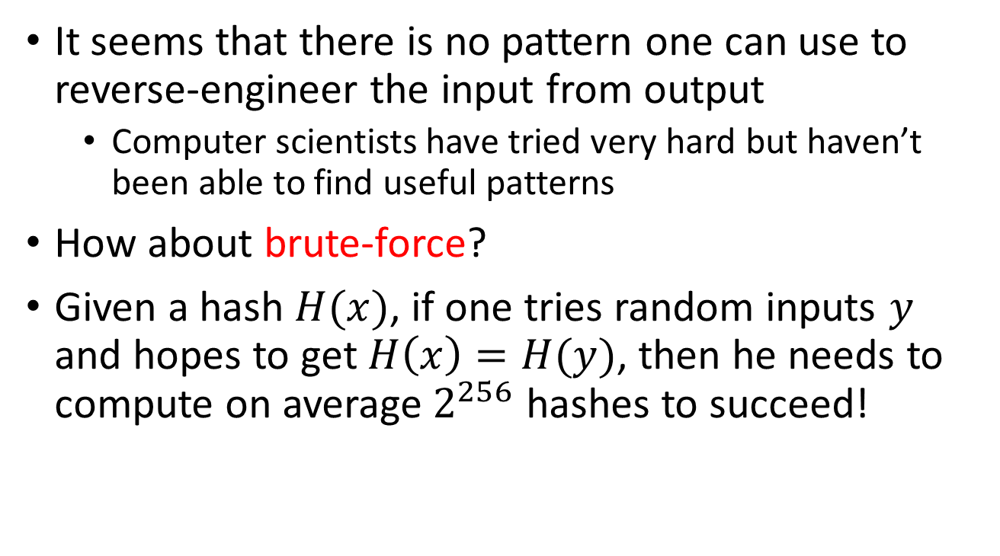 • It seems that there is no pattern one can use to
reverse-engineer the input from output
• Computer scientists have tried very hard but haven’t
been able to find useful patterns
• How about brute-force?
• Given a hash 𝐻(𝑥), if one tries random inputs 𝑦
and hopes to get 𝐻(𝑥) = 𝐻(𝑦), then he needs to
compute on average 2²⁵⁶ hashes to succeed!